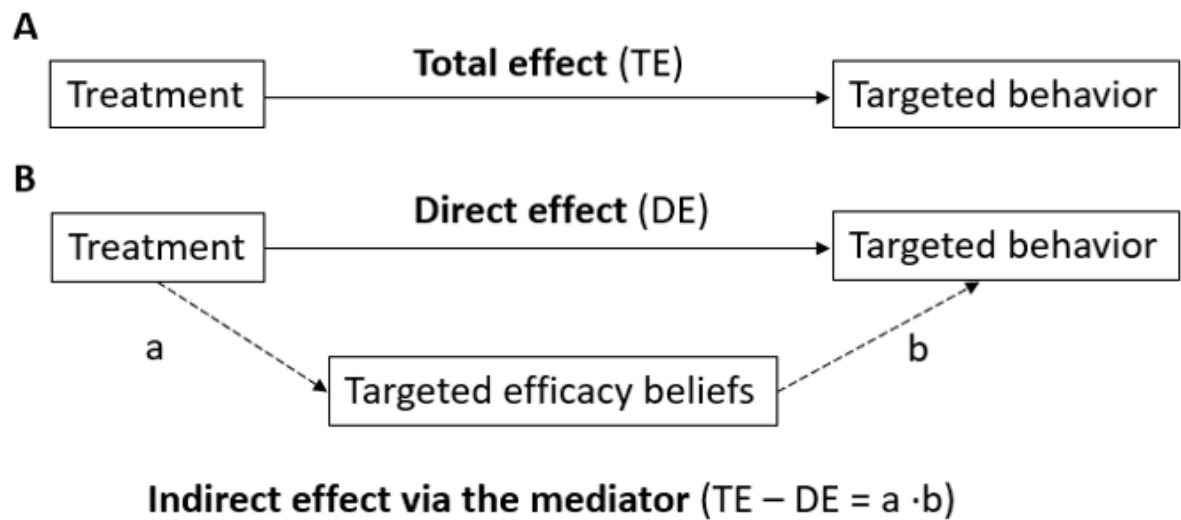 A
Total effect (TE)
Treatment
Targeted behavior
B
Direct effect (DE)
Treatment
Targeted behavior
a
b
Targeted efficacy beliefs
Indirect effect via the mediator (TE – DE = a ·b)